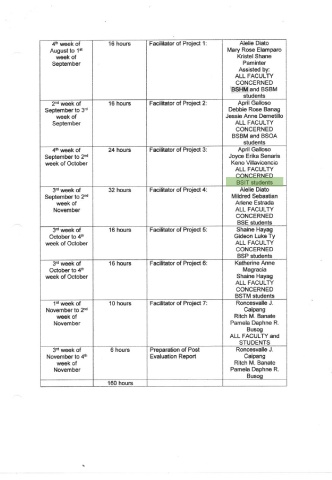 4th week of August to 1st week of September | 16 hours | Facilitator of Project 1: | Alelie Diato
Mary Rose Elamparo
Kristel Shane
Paminter
Assisted by:
ALL FACULTY
CONCERNED
BSHM and BSBM
students
2nd week of September to 3rd week of September | 16 hours | Facilitator of Project 2: | April Galloso
Debbie Rose Banag
Jessie Anne Demetillo
ALL FACULTY
CONCERNED
BSBM and BSOA
students
4th week of September to 2nd week of October | 24 hours | Facilitator of Project 3: | April Galloso
Joyce Erika Senaris
Keno Villavicencio
ALL FACULTY
CONCERNED
BSIT students
3rd week of September to 2nd week of November | 32 hours | Facilitator of Project 4: | Alelie Diato
Mildred Sebastian
Arlene Estrada
ALL FACULTY
CONCERNED
BSE students
3rd week of October to 4th week of October | 16 hours | Facilitator of Project 5: | Shaine Hayag
Gideon Luke Ty
ALL FACULTY
CONCERNED
BSP students
3rd week of October to 4th week of October | 16 hours | Facilitator of Project 6: | Katherine Anne
Magracia
Shaine Hayag
ALL FACULTY
CONCERNED
BSTM students
1st week of November to 2nd week of November | 10 hours | Facilitator of Project 7: | Roncesvalle J.
Caipang
Ritch M. Banate
Pamela Daphne R.
Busog
ALL FACULTY and
STUDENTS
3rd week of November to 4th week of November | 6 hours | Preparation of Post Evaluation Report | Roncesvalle J.
Caipang
Ritch M. Banate
Pamela Daphne R.
Busog
160 hours